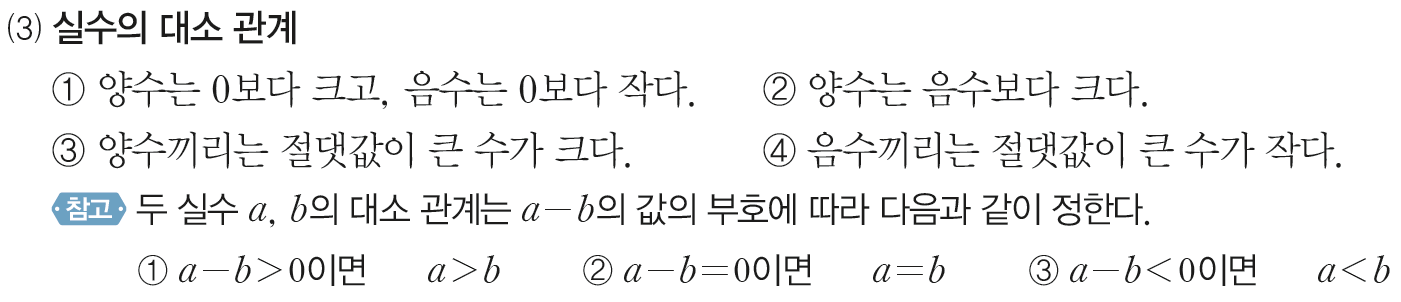 (3) 실수의 대소 관계
① 양수는 0보다 크고, 음수는 0보다 작다. ② 양수는 음수보다 크다.
③ 양수끼리는 절댓값이 큰 수가 크다. ④ 음수끼리는 절댓값이 큰 수가 작다.
참고 두 실수 a, b의 대소 관계는 a-b의 값의 부호에 따라 다음과 같이 정한다.
① a-b>0이면 a>b ② a-b=0이면 a=b ③ a-b<0이면 a<b